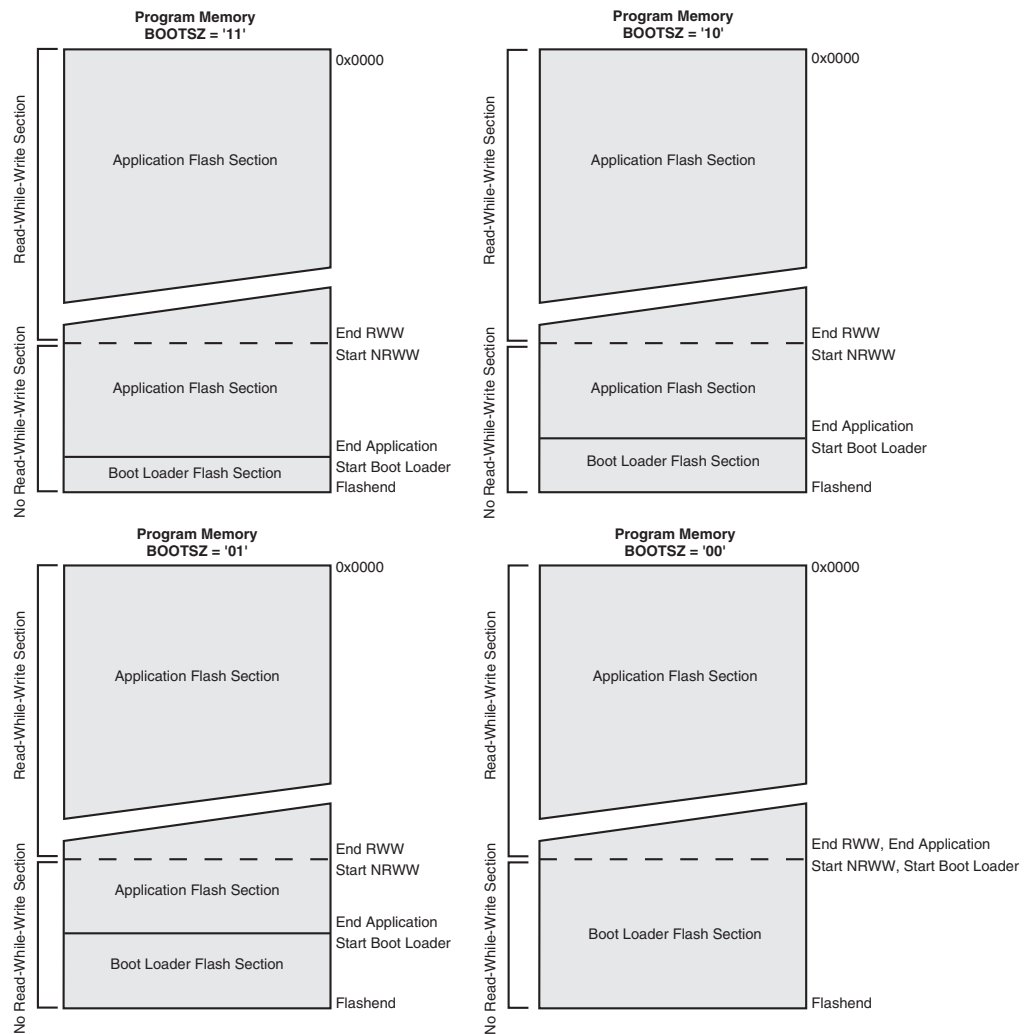 Program Memory
BOOTSZ = '11'
0x0000
Read-While-Write Section
Application Flash Section
End RWW
Start NRWW
No Read-While-Write Section
Application Flash Section
End Application
Start Boot Loader
Boot Loader Flash Section
Flashend
Program Memory
BOOTSZ = '10'
0x0000
Read-While-Write Section
Application Flash Section
End RWW
Start NRWW
No Read-While-Write Section
Application Flash Section
End Application
Start Boot Loader
Boot Loader Flash Section
Flashend
Program Memory
BOOTSZ = '01'
0x0000
Read-While-Write Section
Application Flash Section
End RWW
Start NRWW
No Read-While-Write Section
Application Flash Section
End Application
Start Boot Loader
Boot Loader Flash Section
Flashend
Program Memory
BOOTSZ = '00'
0x0000
Read-While-Write Section
Application Flash Section
End RWW, End Application
Start NRWW, Start Boot Loader
No Read-While-Write Section
Boot Loader Flash Section
Flashend